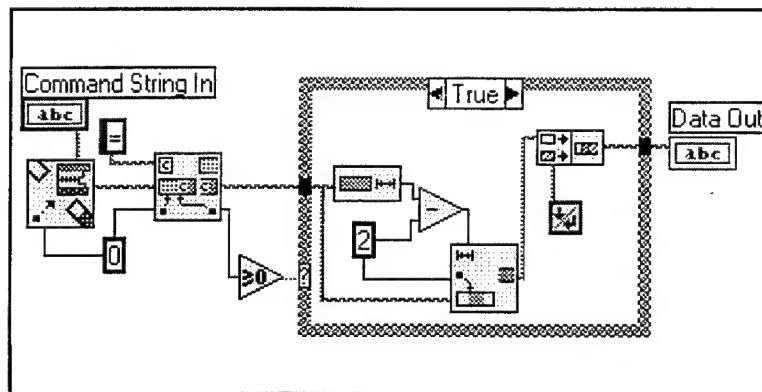 Command String In
abc
=
0
≥0
?
True
2
−
Data Out
abc